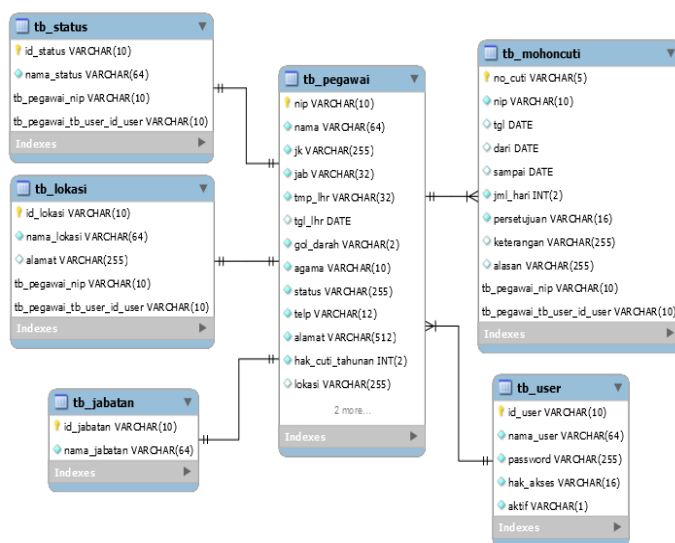 tb_status
id_status VARCHAR(10)
nama_status VARCHAR(64)
tb_pegawai_nip VARCHAR(10)
tb_pegawai_tb_user_id_user VARCHAR(10)
Indexes
tb_lokasi
id_lokasi VARCHAR(10)
nama_lokasi VARCHAR(64)
alamat VARCHAR(255)
tb_pegawai_nip VARCHAR(10)
tb_pegawai_tb_user_id_user VARCHAR(10)
Indexes
tb_jabatan
id_jabatan VARCHAR(10)
nama_jabatan VARCHAR(64)
Indexes
tb_pegawai
nip VARCHAR(10)
nama VARCHAR(64)
jk VARCHAR(255)
jab VARCHAR(32)
tmp_lhr VARCHAR(32)
tgl_lhr DATE
gol_darah VARCHAR(2)
agama VARCHAR(10)
status VARCHAR(255)
telp VARCHAR(12)
alamat VARCHAR(512)
hak_cuti_tahunan INT(2)
lokasi VARCHAR(255)
2 more...
Indexes
tb_mohoncuti
no_cuti VARCHAR(5)
nip VARCHAR(10)
tgl DATE
dari DATE
sampai DATE
jml_hari INT(2)
persetujuan VARCHAR(16)
keterangan VARCHAR(255)
alasan VARCHAR(255)
tb_pegawai_nip VARCHAR(10)
tb_pegawai_tb_user_id_user VARCHAR(10)
Indexes
tb_user
id_user VARCHAR(10)
nama_user VARCHAR(64)
password VARCHAR(255)
hak_akses VARCHAR(16)
aktif VARCHAR(1)
Indexes